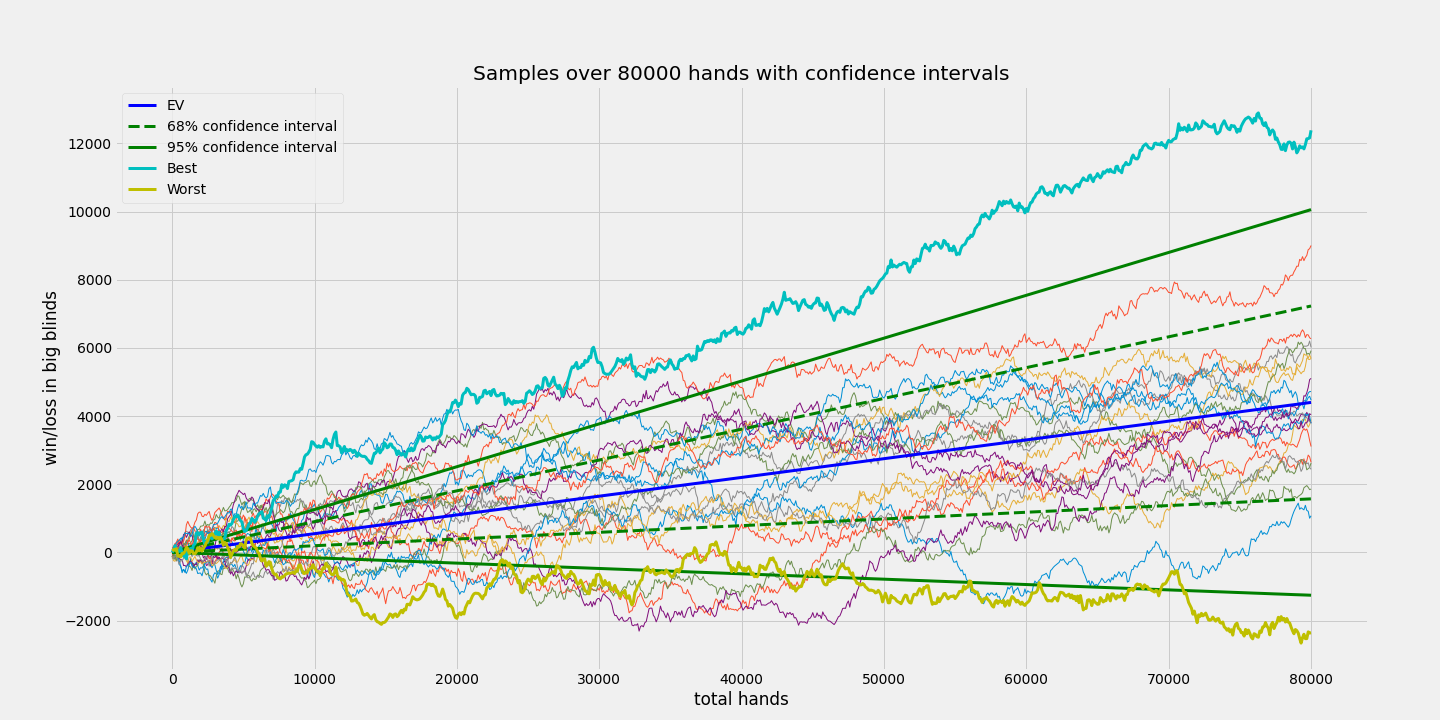 Samples over 80000 hands with confidence intervals
EV
68% confidence interval
95% confidence interval
Best
Worst
win/loss in big blinds
12000
10000
8000
6000
4000
2000
0
−2000
0 10000 20000 30000 40000 50000 60000 70000 80000
total hands